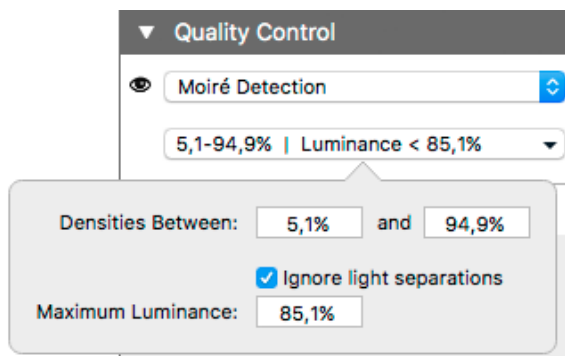 Quality Control
Moiré Detection
5,1-94,9% | Luminance < 85,1%
Densities Between: 5,1% and 94,9%
Ignore light separations
Maximum Luminance: 85,1%